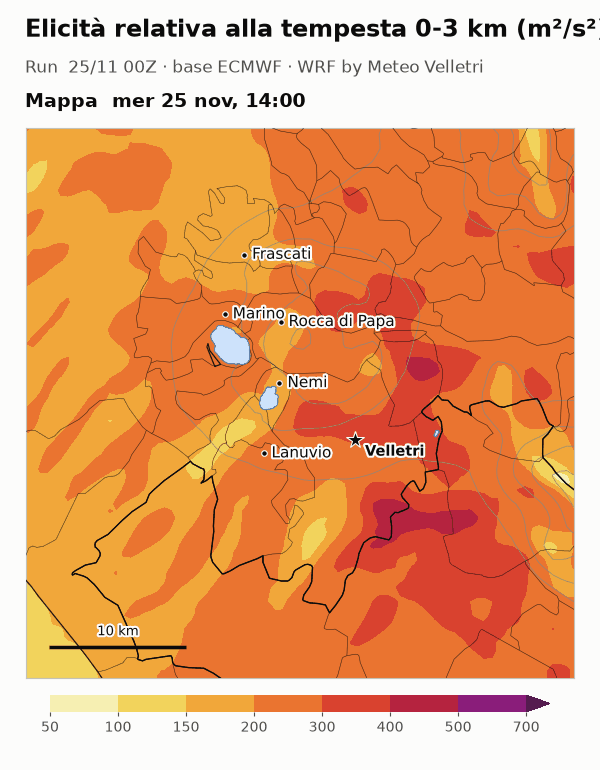 Elicità relativa alla tempesta 0-3 km (m²/s²)
Run  25/11 00Z · base ECMWF · WRF by Meteo Velletri
Mappa  mer 25 nov, 14:00
Frascati
Marino
Rocca di Papa
Nemi
Velletri
Lanuvio
10 km
50 100 150 200 300 400 500 700